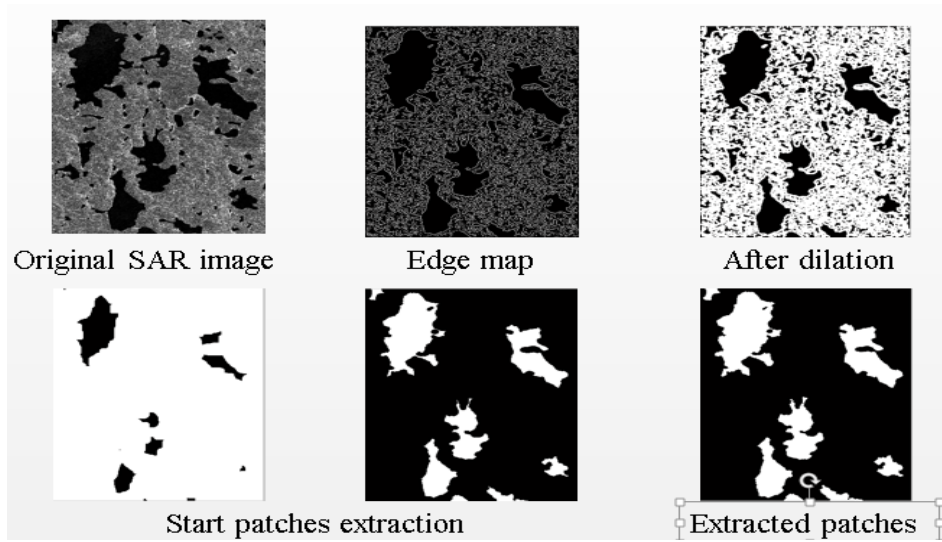 Original SAR image
Edge map
After dilation
Start patches extraction
Extracted patches